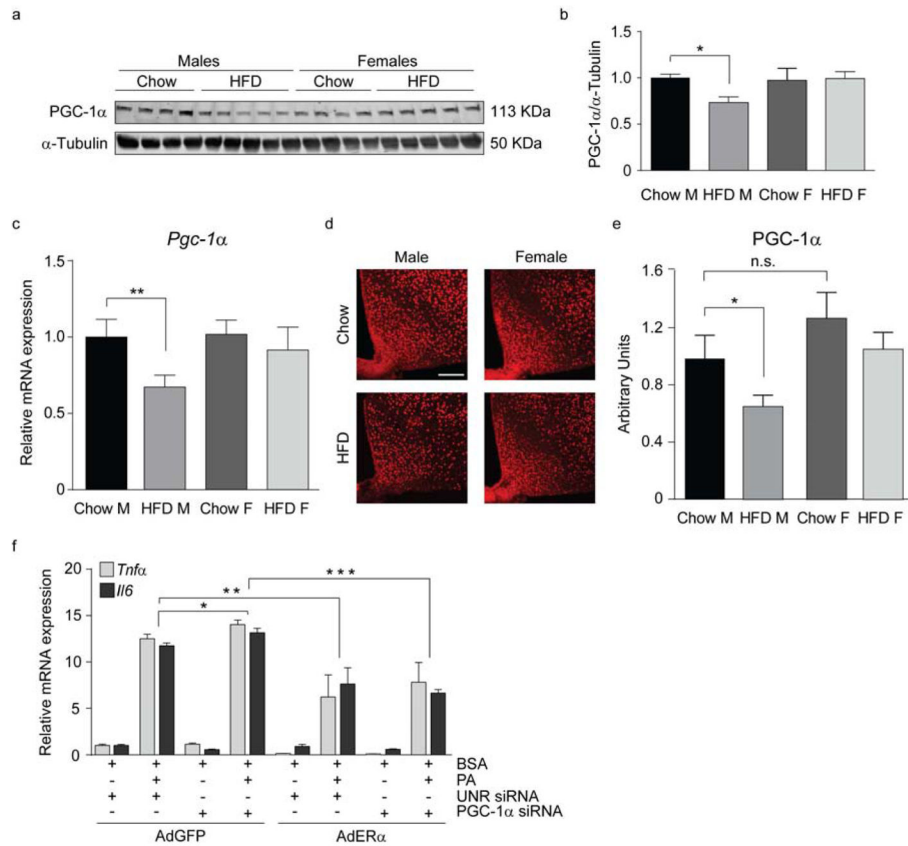 a
Males Females
Chow HFD Chow HFD
PGC-1α 113 KDa
α-Tubulin 50 KDa
b
PGC-1α/α-Tubulin
1.5
1.0
0.5
0
*
Chow M HFD M Chow F HFD F
c
Pgc-1α
Relative mRNA expression
1.5
1.0
0.5
0
**
Chow M HFD M Chow F HFD F
d
Male Female
Chow
HFD
e
PGC-1α
Arbitrary Units
1.6
1.2
0.8
0.4
0
n.s.
*
Chow M HFD M Chow F HFD F
f
Relative mRNA expression
20
15
10
5
0
Tnfα
Il6
***
**
*
+ + + + + + + + BSA
- + - + - + - + PA
+ + - - + + - - UNR siRNA
- - + + - - + + PGC-1α siRNA
AdGFP AdERα